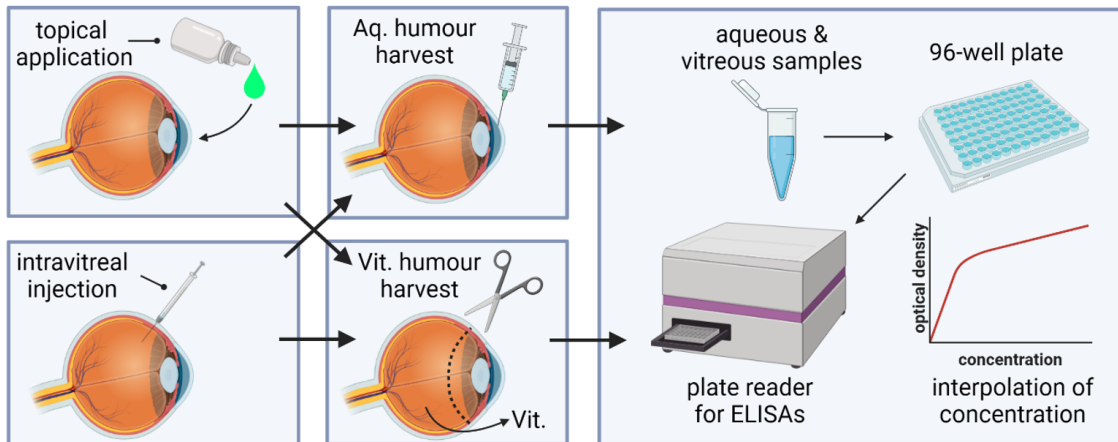 topical
application
Aq. humour
harvest
aqueous &
vitreous samples
96-well plate
intravitreal
injection
Vit. humour
harvest
Vit.
plate reader
for ELISAs
optical density
concentration
interpolation of
concentration